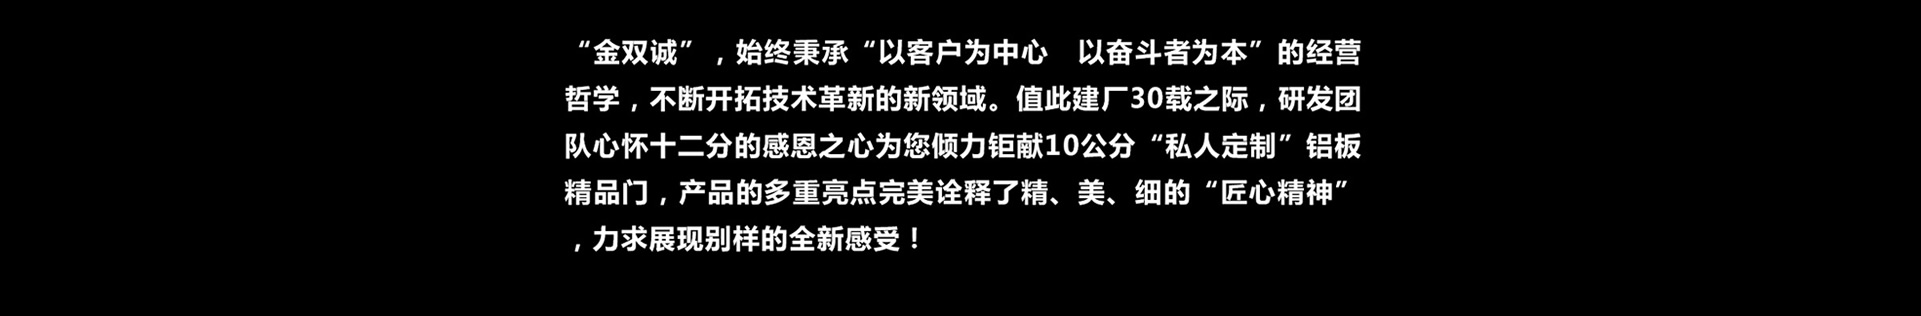 “金双诚”，始终秉承“以客户为中心　以奋斗者为本”的经营
哲学，不断开拓技术革新的新领域。值此建厂30载之际，研发团
队心怀十二分的感恩之心为您倾力钜献10公分“私人定制”铝板
精品门，产品的多重亮点完美诠释了精、美、细的“匠心精神”
，力求展现别样的全新感受！